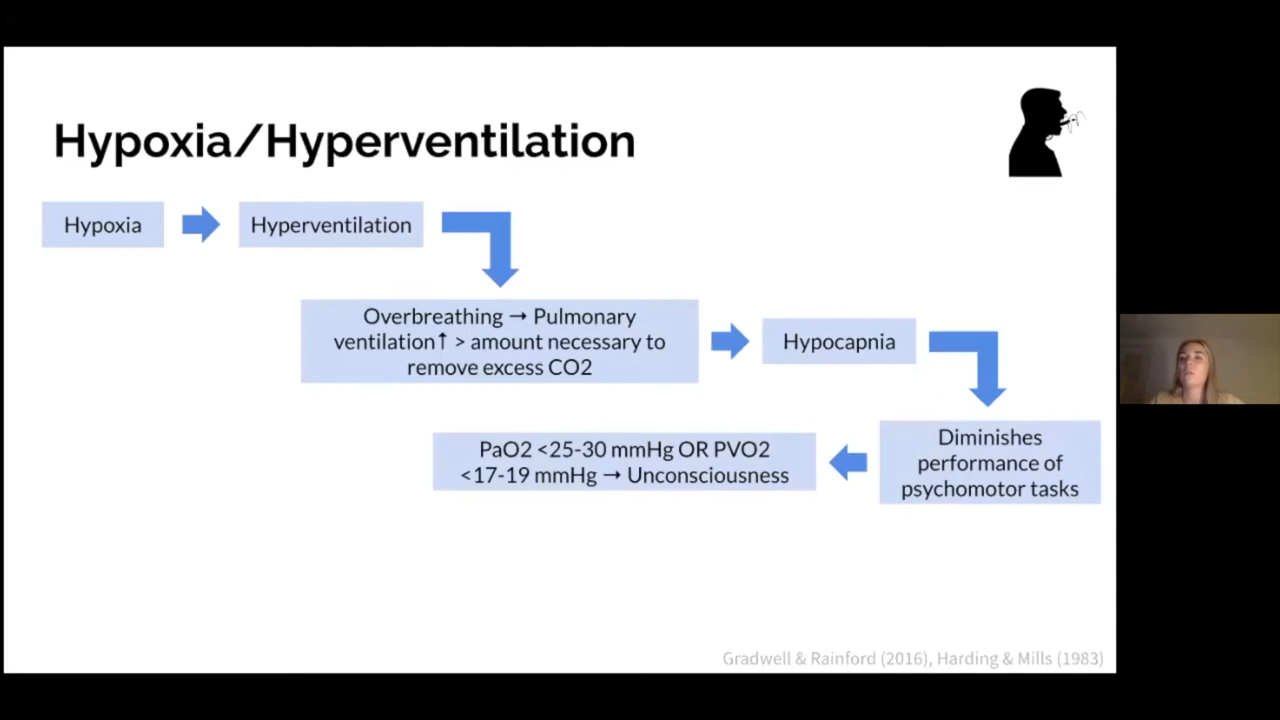 Hypoxia/Hyperventilation
Hypoxia
Hyperventilation
Overbreathing → Pulmonary
ventilation↑ > amount necessary to
remove excess CO2
Hypocapnia
Diminishes
performance of
psychomotor tasks
PaO2 <25-30 mmHg OR PVO2
<17-19 mmHg → Unconsciousness
Gradwell & Rainford (2016), Harding & Mills (1983)